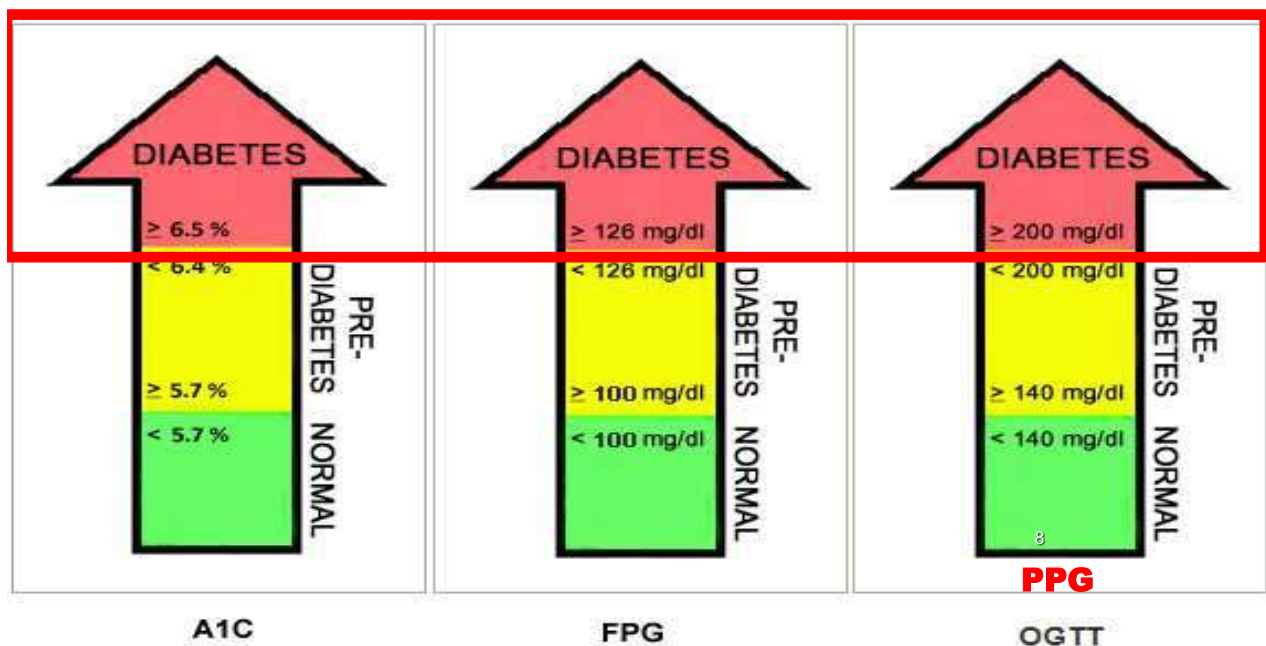 DIABETES
≥ 6.5 %
< 6.4 %
≥ 5.7 %
< 5.7 %
PRE-
DIABETES
NORMAL
A1C
DIABETES
≥ 126 mg/dl
< 126 mg/dl
≥ 100 mg/dl
< 100 mg/dl
PRE-
DIABETES
NORMAL
FPG
DIABETES
≥ 200 mg/dl
< 200 mg/dl
≥ 140 mg/dl
< 140 mg/dl
PRE-
DIABETES
NORMAL
8
PPG
OGTT